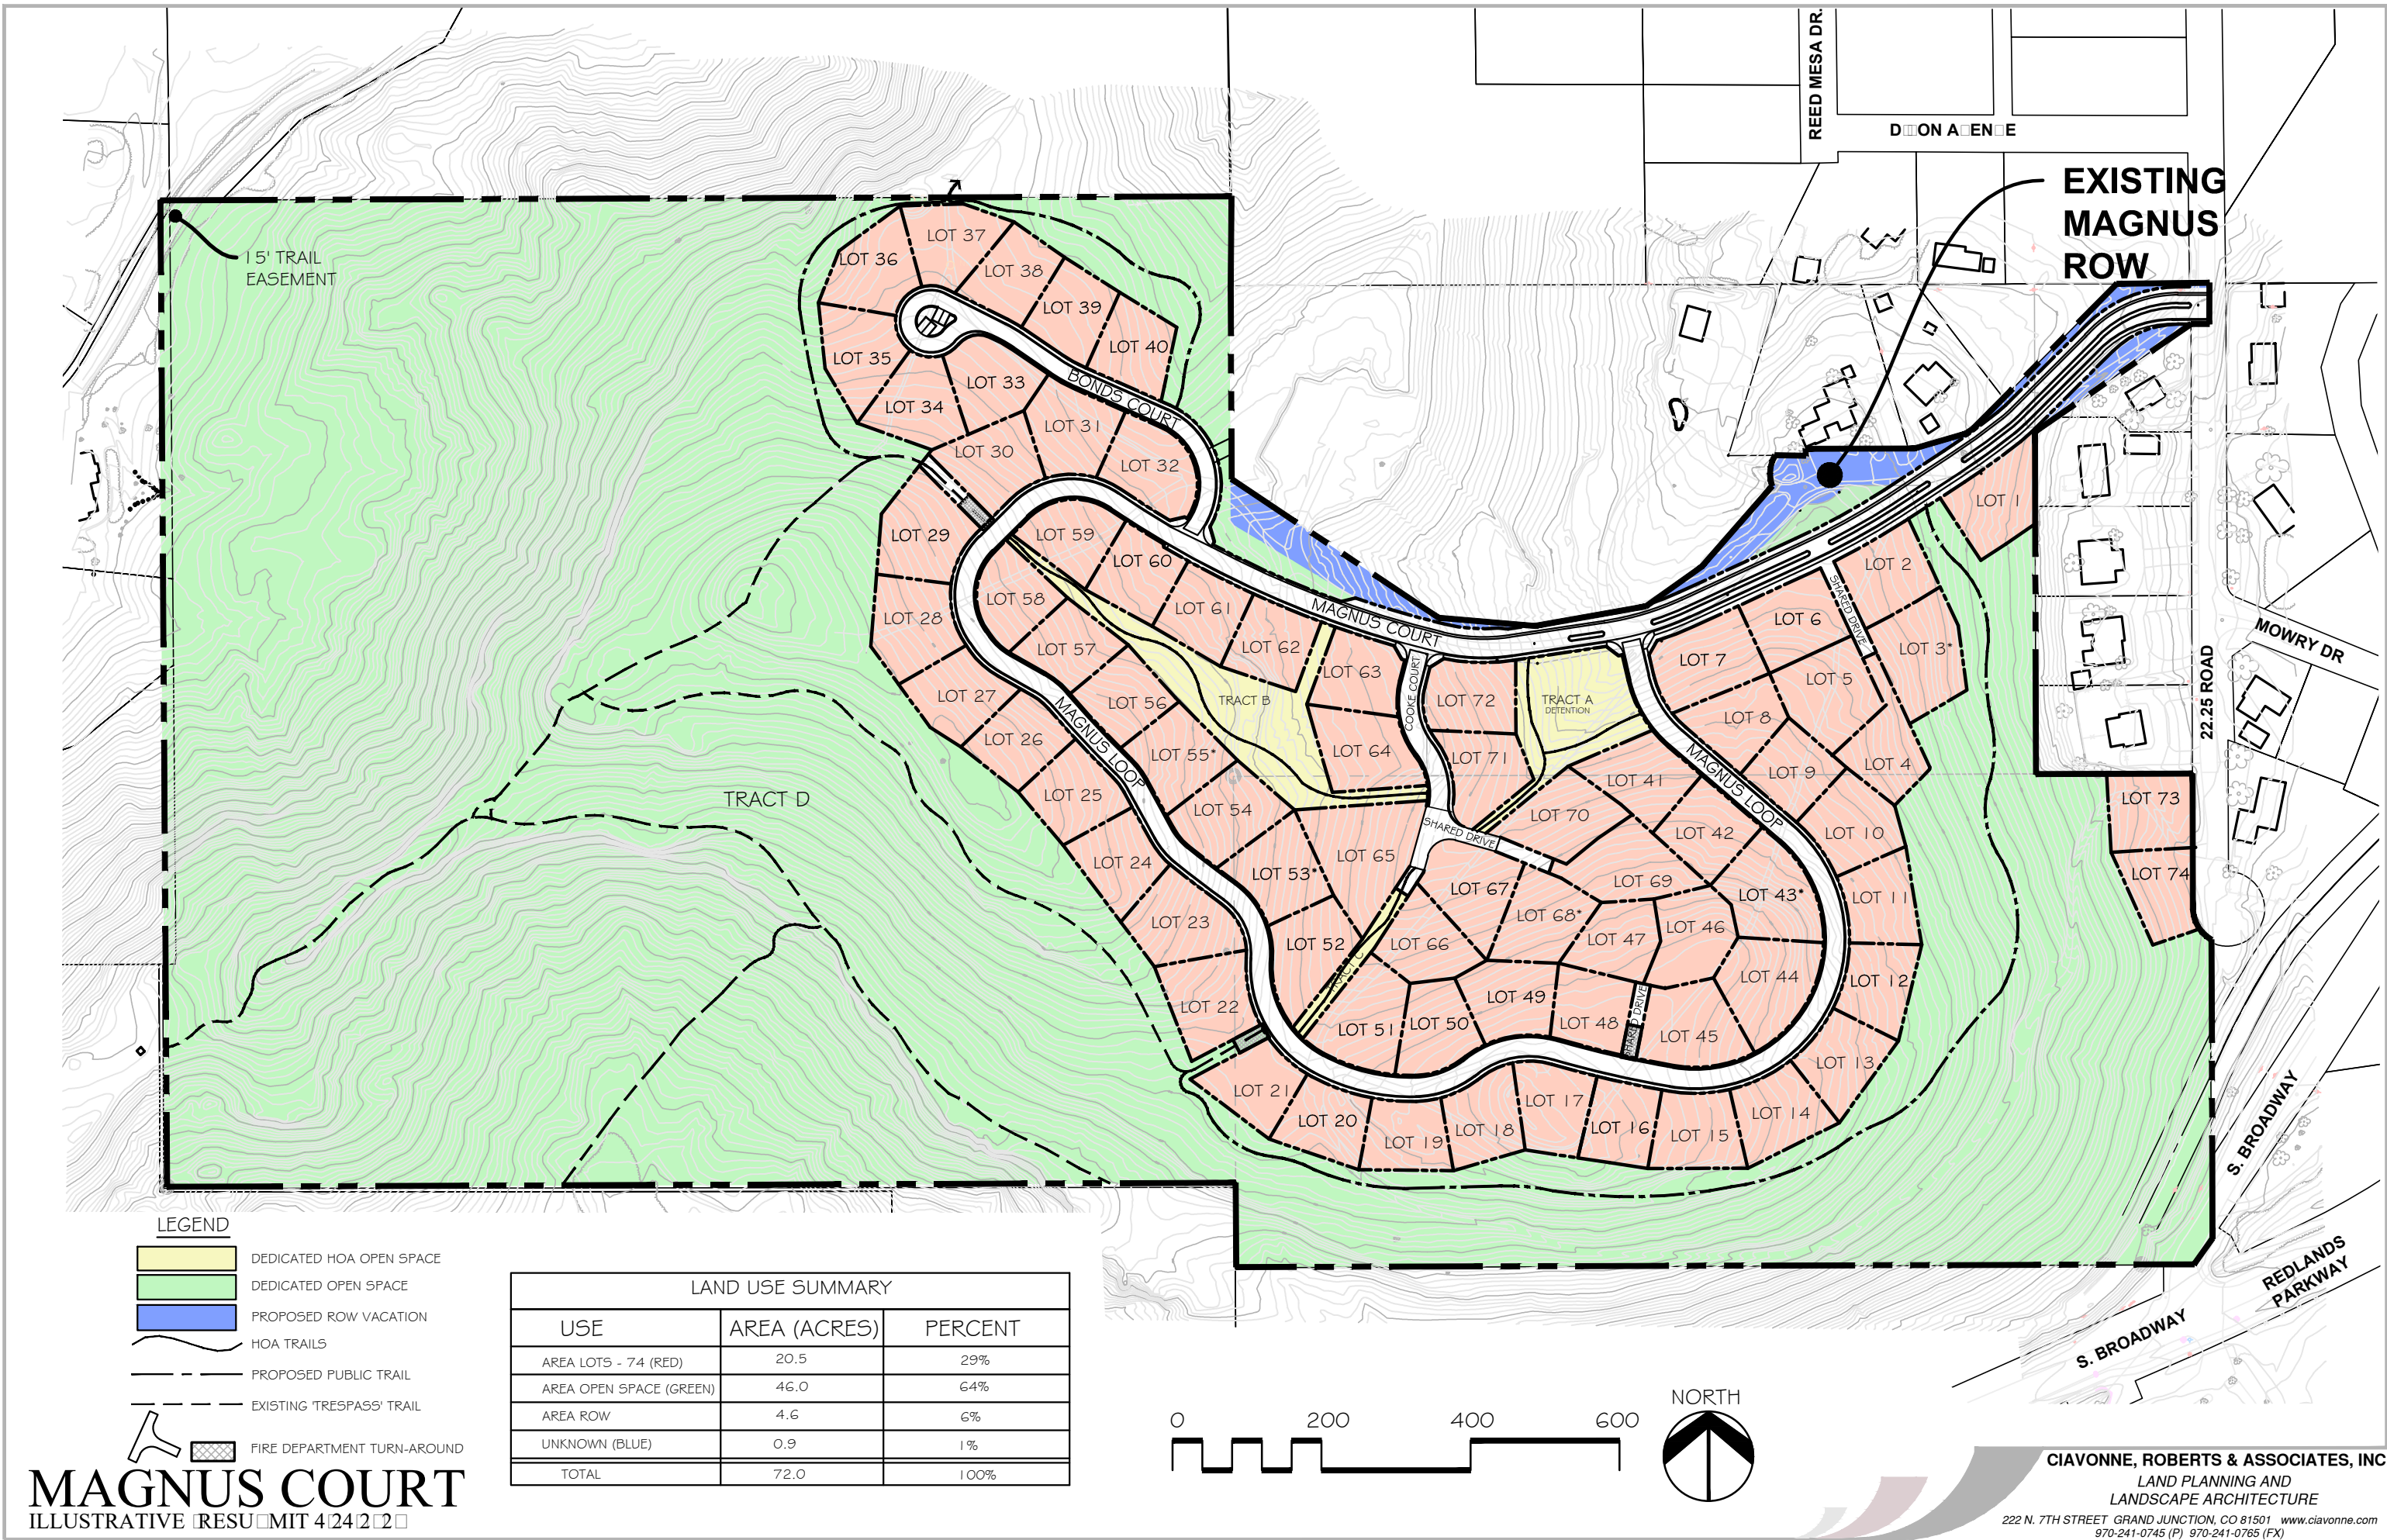 REED MESA DR.
EXISTING
MAGNUS
ROW
15' TRAIL
EASEMENT
LOT 37
LOT 36
LOT 38
LOT 39
LOT 40
LOT 35
LOT 33
LOT 34
BONDS COURT
LOT 31
LOT 30
LOT 32
LOT 29
LOT 59
LOT 60
LOT 58
LOT 61
LOT 28
LOT 57
LOT 62
MAGNUS COURT
LOT 63
COOKE COURT
LOT 27
LOT 56
TRACT B
LOT 72
TRACT A
DETENTION
LOT 1
LOT 2
SHARED DRIVE
LOT 6
LOT 3*
LOT 7
LOT 5
LOT 8
MOWRY DR
22.25 ROAD
LOT 26
MAGNUS LOOP
LOT 55*
LOT 64
LOT 71
LOT 41
MAGNUS LOOP
LOT 9
LOT 4
TRACT D
LOT 25
LOT 54
LOT 70
LOT 42
LOT 10
LOT 73
SHARED DRIVE
LOT 24
LOT 53*
LOT 65
LOT 67
LOT 69
LOT 43*
LOT 11
LOT 74
LOT 23
LOT 52
LOT 66
LOT 68*
LOT 47
LOT 46
LOT 44
LOT 12
LOT 22
LOT 51
LOT 50
LOT 49
LOT 48
SHARED DRIVE
LOT 45
LOT 13
LOT 21
LOT 20
LOT 19
LOT 18
LOT 17
LOT 16
LOT 15
LOT 14
S. BROADWAY
REDLANDS
PARKWAY
S. BROADWAY
LEGEND
DEDICATED HOA OPEN SPACE
DEDICATED OPEN SPACE
PROPOSED ROW VACATION
HOA TRAILS
PROPOSED PUBLIC TRAIL
EXISTING 'TRESPASS' TRAIL
FIRE DEPARTMENT TURN-AROUND
LAND USE SUMMARY
USE AREA (ACRES) PERCENT
AREA LOTS - 74 (RED) 20.5 29%
AREA OPEN SPACE (GREEN) 46.0 64%
AREA ROW 4.6 6%
UNKNOWN (BLUE) 0.9 1%
TOTAL 72.0 100%
0 200 400 600
NORTH
MAGNUS COURT
ILLUSTRATIVE
CIAVONNE, ROBERTS & ASSOCIATES, INC
LAND PLANNING AND
LANDSCAPE ARCHITECTURE
222 N. 7TH STREET GRAND JUNCTION, CO 81501 www.ciavonne.com
970-241-0745 (P) 970-241-0765 (FX)